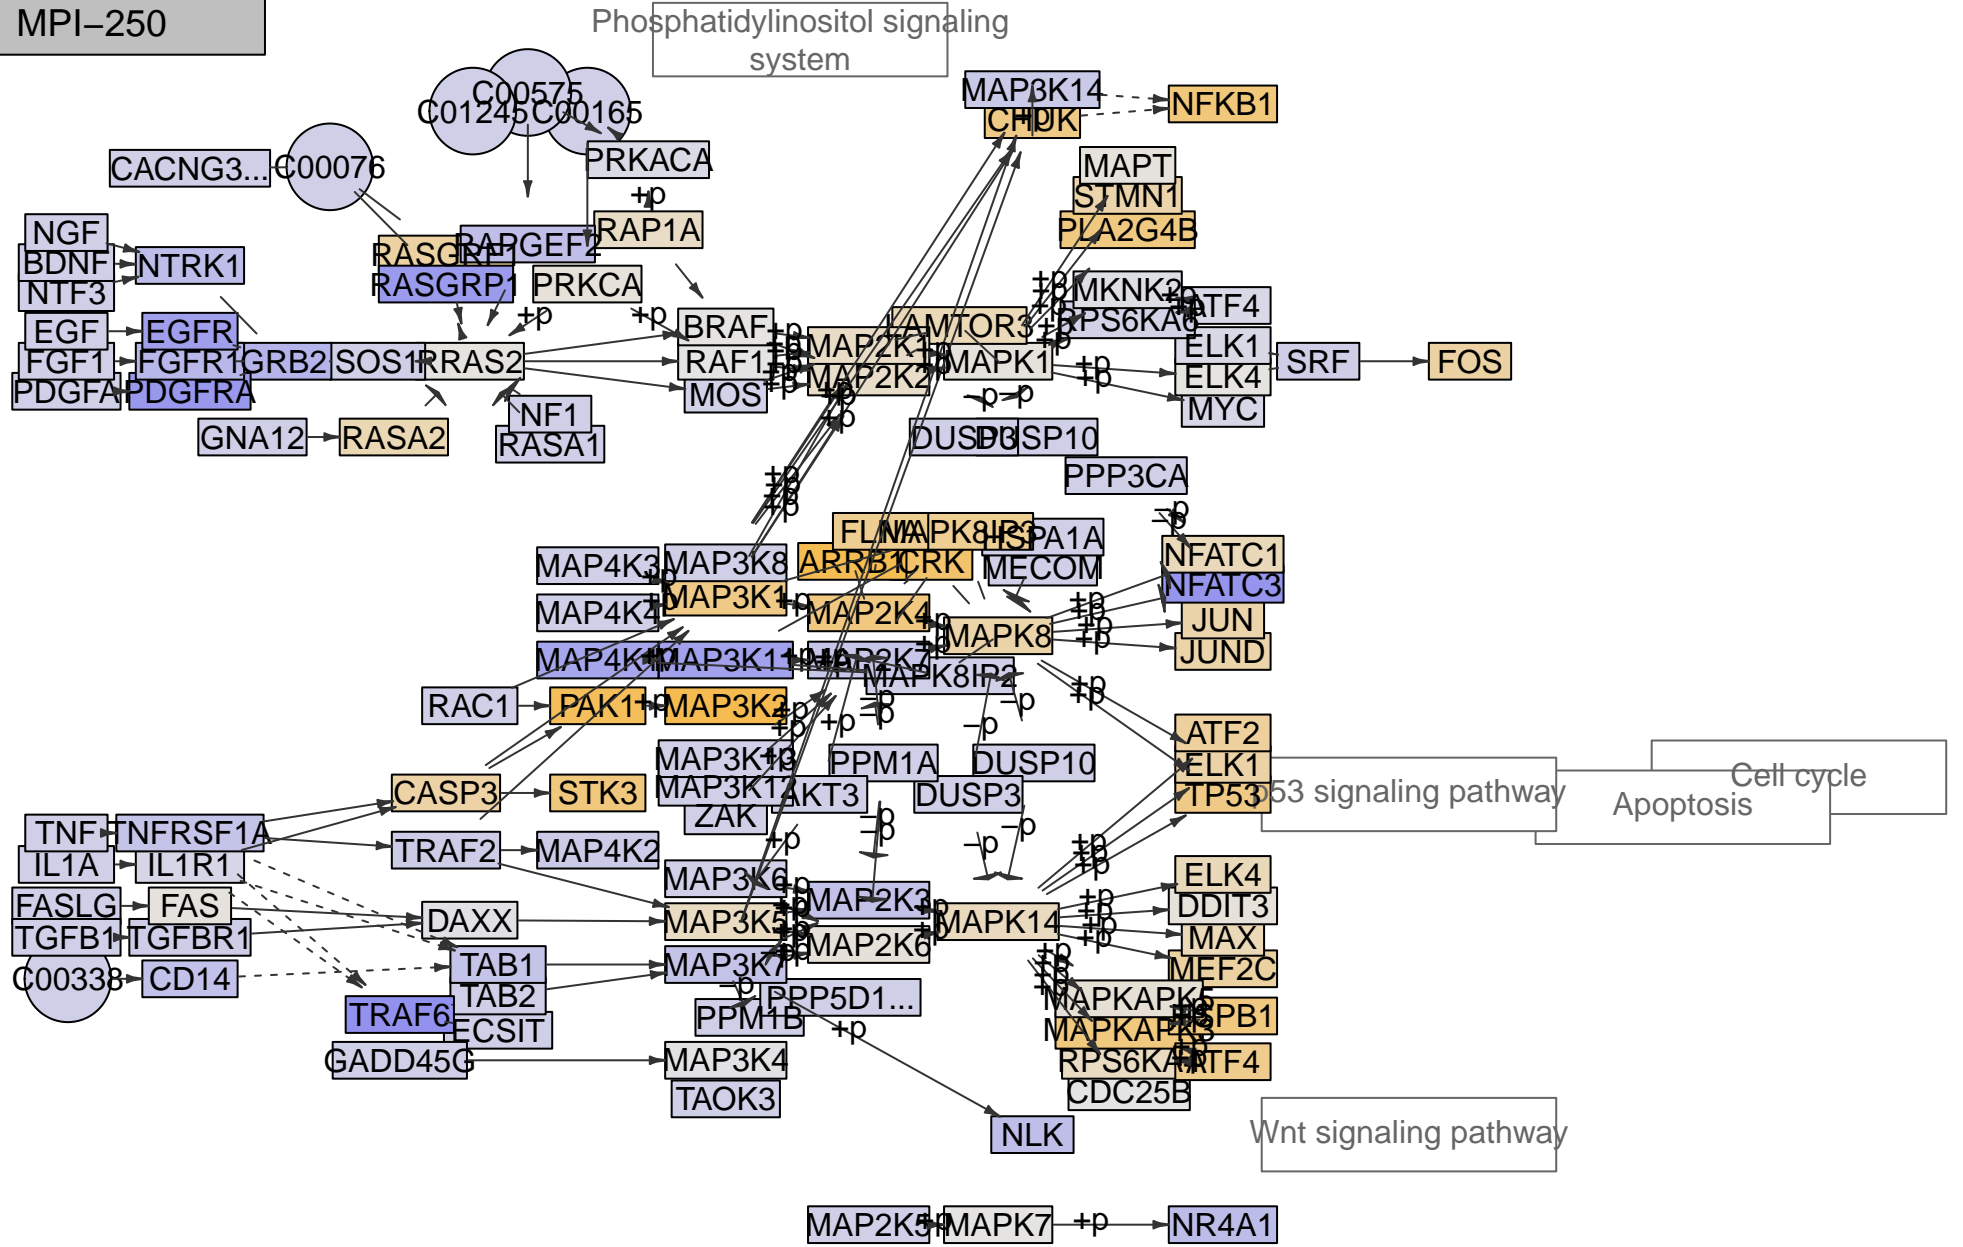 MPI−250
Phosphatidylinositol signaling
system
C00575
C01245
C00165
MAP3K14
CHUK
+p
NFKB1
CACNG3...
C00076
PRKACA
+p
RAP1A
MAPT
STMN1
PLA2G4B
NGF
BDNF
NTF3
NTRK1
RASGRF1
RAPGEF2
RASGRP1
PRKCA
+p
+p
MKNK2
RPS6KA6
ATF4
EGF
EGFR
FGF1
FGFR1
PDGFA
PDGFRA
GRB2
SOS1
RRAS2
BRAF
RAF1
MOS
+p
+p
+p
+p
MAP2K1
MAP2K2
LAMTOR3
MAPK1
+p
+p
+p
+p
+p
ELK1
ELK4
MYC
SRF
FOS
GNA12
RASA2
NF1
RASA1
+p
+p
−p
−p
DUSP3
DUSP10
PPP3CA
+p
+p
+p
+p
−p
−p
FLNA
MAPK8IP3
HSPA1A
MECOM
ARRB1
CRK
NFATC1
NFATC3
JUN
JUND
MAP4K3
MAP4K4
MAP3K8
MAP3K1
+p
+p
+p
MAP2K4
+p
+p
MAPK8
+p
+p
+p
+p
MAP3K11
MAP2K7
MAPK8IP2
RAC1
PAK1
+p
MAP3K2
+p
+p
+p
+p
−p
−p
−p
−p
+p
+p
ATF2
ELK1
TP53
p53 signaling pathway
Apoptosis
Cell cycle
MAP3K13
MAP3K12
ZAK
AKT3
PPM1A
DUSP10
DUSP3
CASP3
STK3
TNF
TNFRSF1A
IL1A
IL1R1
TRAF2
MAP4K2
+p
−p
−p
−p
−p
+p
+p
+p
FASLG
FAS
TGFB1
TGFBR1
DAXX
MAP3K6
MAP3K5
MAP3K7
+p
+p
+p
+p
MAP2K3
MAP2K6
+p
+p
MAPK14
+p
+p
+p
+p
ELK4
DDIT3
MAX
MEF2C
C00338
CD14
TAB1
TAB2
ECSIT
TRAF6
−p
PPP5D1...
PPM1B
+p
+p
+p
+p
MAPKAPK5
MAPKAPK3
CDC25B
ATF4
GADD45G
MAP3K4
TAOK3
NLK
Wnt signaling pathway
MAP2K5
+p
MAPK7
+p
NR4A1